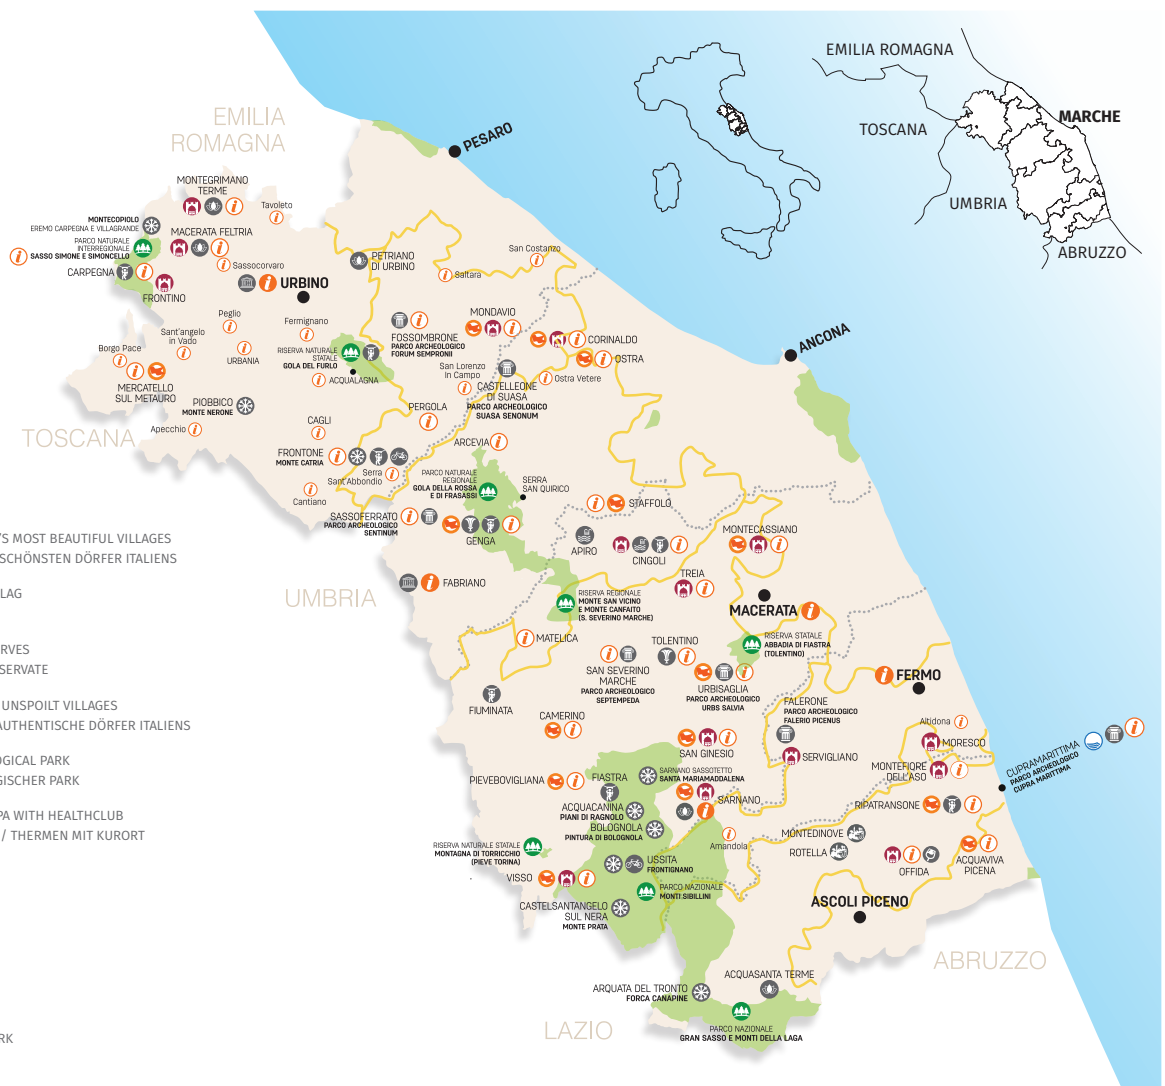 EMILIA ROMAGNA
TOSCANA
MARCHE
UMBRIA
ABRUZZO
EMILIA
ROMAGNA
PESARO
MONTEGRIMANO
TERME
Tavoleto
MONTECOPIOLO
EREMO CARPEGNA E VILLAGRANDE
PARCO NATURALE
INTERREGIONALE
SASSO SIMONE E SIMONCELLO
MACERATA FELTRIA
Sassocorvaro
CARPEGNA
FRONTINO
URBINO
PETRIANO
DI URBINO
San Costanzo
Saltara
Peglio
Fermignano
Sant'angelo
in Vado
URBANIA
Borgo Pace
MERCATELLO
SUL METAURO
RISERVA NATURALE
STATALE
GOLA DEL FURLO
ACQUALAGNA
FOSSOMBRONE
PARCO ARCHEOLOGICO
FORUM SEMPRONII
MONDAVIO
CORINALDO
OSTRA
Ostra Vetere
ANCONA
San Lorenzo
in Campo
CASTELLEONE
DI SUASA
PARCO ARCHEOLOGICO
SUASA SENONUM
PIOBBICO
MONTE NERONE
Apecchio
TOSCANA
PERGOLA
CAGLI
ARCEVIA
FRONTONE
MONTE CATRIA
Serra
Sant'Abbondio
Cantiano
PARCO NATURALE
REGIONALE
GOLA DELLA ROSSA
E DI FRASASSI
SERRA
SAN QUIRICO
SASSOFERRATO
PARCO ARCHEOLOGICO
SENTINUM
GENGA
STAFFOLO
APIRO
CINGOLI
MONTECASSIANO
TREIA
UMBRIA
FABRIANO
RISERVA REGIONALE
MONTE SAN VICINO
E MONTE CANFAITO
(S. SEVERINO MARCHE)
MACERATA
MATELICA
RISERVA STATALE
ABBADIA DI FIASTRA
(TOLENTINO)
TOLENTINO
SAN SEVERINO
MARCHE
PARCO ARCHEOLOGICO
SEPTEMPEDA
URBISAGLIA
PARCO ARCHEOLOGICO
URBS SALVIA
FERMO
FALERONE
PARCO ARCHEOLOGICO
FALERIO PICENUS
FIUMINATA
CAMERINO
SAN GINESIO
SERVIGLIANO
Altidona
MORESCO
MONTEFIORE
DELL'ASO
CUPRAMARITTIMA
PARCO ARCHEOLOGICO
CUPRA MARITTIMA
PIEVEBOVIGLIANA
FIASTRA
SARNANO SASSOTETTO
SANTA MARIAMADDALENA
SARNANO
ACQUACANINA
PIANI DI RAGNOLO
BOLOGNOLA
PINTURA DI BOLOGNOLA
Amandola
RIPATRANSONE
MONTEDINOVE
ROTELLA
OFFIDA
ACQUAVIVA
PICENA
RISERVA NATURALE STATALE
MONTAGNA DI TORRICCHIO
(PIEVE TORINA)
USSITA
FRONTIGNANO
VISSO
PARCO NAZIONALE
MONTI SIBILLINI
CASTELSANTANGELO
SUL NERA
MONTE PRATA
ASCOLI PICENO
ABRUZZO
ACQUASANTA TERME
ARQUATA DEL TRONTO
FORCA CANAPINE
LAZIO
PARCO NAZIONALE
GRAN SASSO E MONTI DELLA LAGA
'S MOST BEAUTIFUL VILLAGES
SCHÖNSTEN DÖRFER ITALIENS
LAG
RVES
SERVATE
UNSPOILT VILLAGES
AUTHENTISCHE DÖRFER ITALIENS
OGICAL PARK
GISCHER PARK
PA WITH HEALTHCLUB
/ THERMEN MIT KURORT
RK